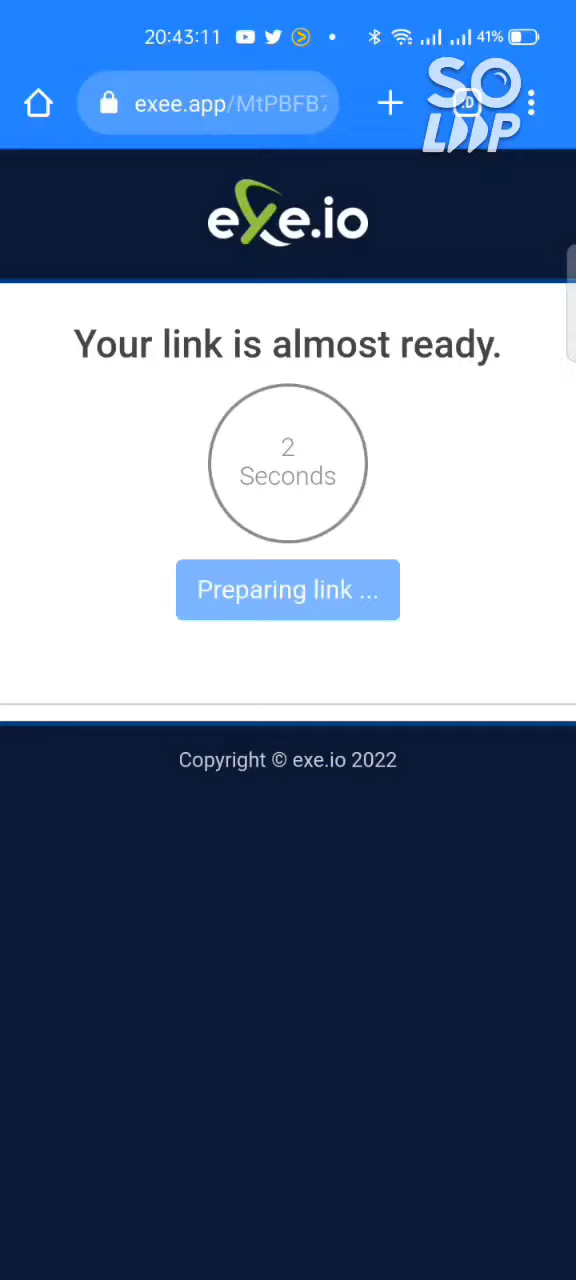 20:43:11 41%
exee.app/MtPBFB
:D
SO
LOOP
exe.io
Your link is almost ready.
2
Seconds
Preparing link ...
Copyright © exe.io 2022